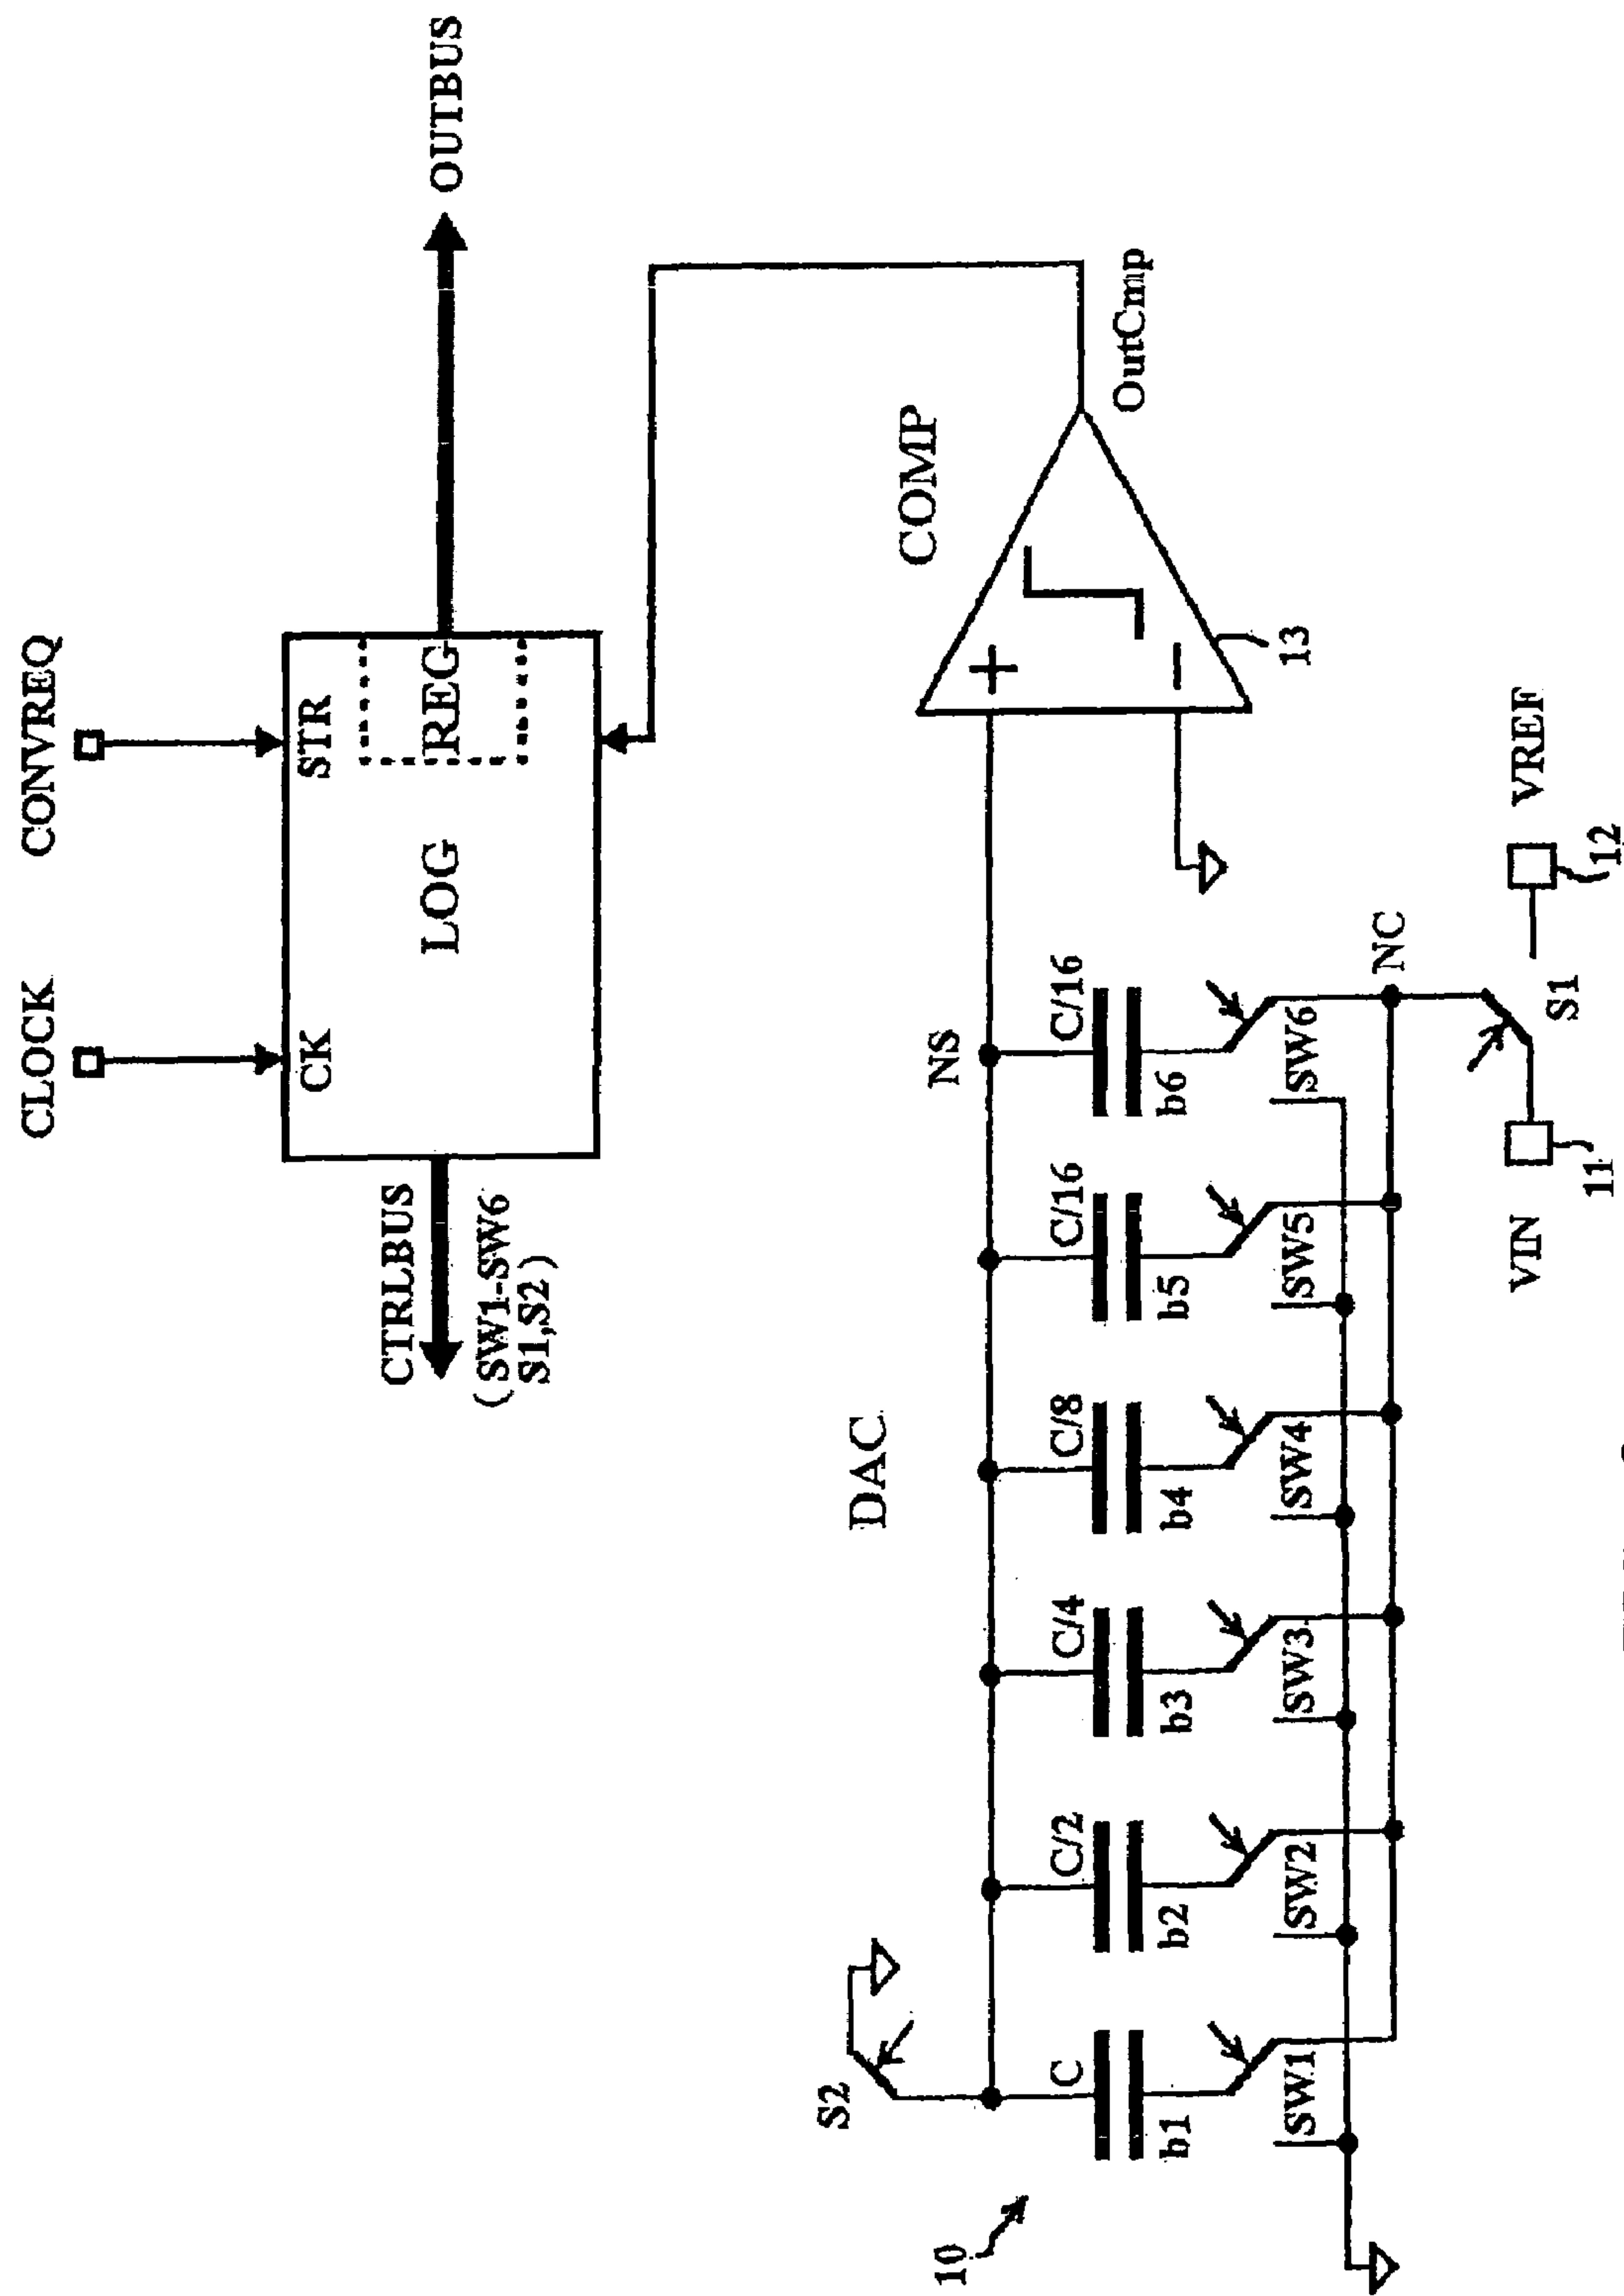 CLOCK
CONVREQ
CK
STR
LOG
REG
OUTBUS
CTRLBUS
(SW1-SW6
S1,S2)
DAC
COMP
S2
NS
10
C
C/2
C/4
C/8
C/16
C/16
+
−
OutCmp
13
b1
b2
b3
b4
b5
b6
SW1
SW2
SW3
SW4
SW5
SW6
NC
S1
VIN
11
VREF
12